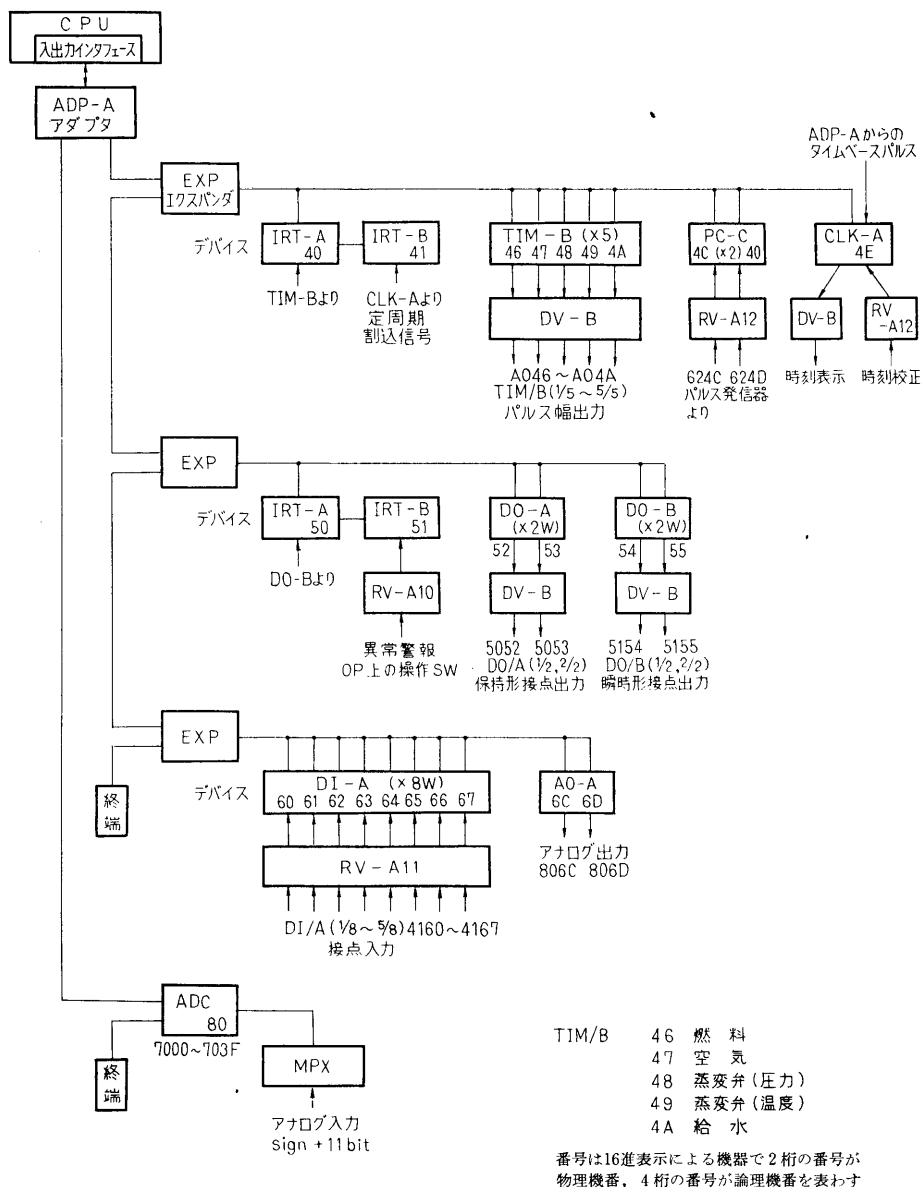 CPU
入出力インタフェース
ADP-A
アダプタ
ADP-Aからの
タイムベースパルス
EXP
エクスパンダ
デバイス
IRT-A
40
IRT-B
41
TIM-B (×5)
46 47 48 49 4A
PC-C
4C (×2) 40
CLK-A
4E
TIM-Bより
CLK-Aより
定周期
割込信号
DV-B
RV-A12
DV-B
RV
-A12
A046～A04A
TIM/B(1/5～5/5)
パルス幅出力
624C 624D
パルス発信器
より
時刻表示
時刻校正
EXP
デバイス
IRT-A
50
IRT-B
51
DO-A
(×2W)
DO-B
(×2W)
52 53
54 55
DO-Bより
RV-A10
DV-B
DV-B
異常警報
OP上の操作SW
5052 5053
DO/A(1/2,2/2)
保持形接点出力
5154 5155
DO/B(1/2,2/2)
瞬時形接点出力
EXP
デバイス
DI-A (×8W)
60 61 62 63 64 65 66 67
AO-A
6C 6D
終端
RV-A11
アナログ出力
806C 806D
DI/A(1/8～5/8)4160～4167
接点入力
ADC
80
7000～703F
終端
MPX
アナログ入力
sign+11bit
TIM/B 46 燃料
47 空気
48 蒸変弁(圧力)
49 蒸変弁(温度)
4A 給水
番号は16進表示による機器で2桁の番号が
物理機番，4桁の番号が論理機番を表わす